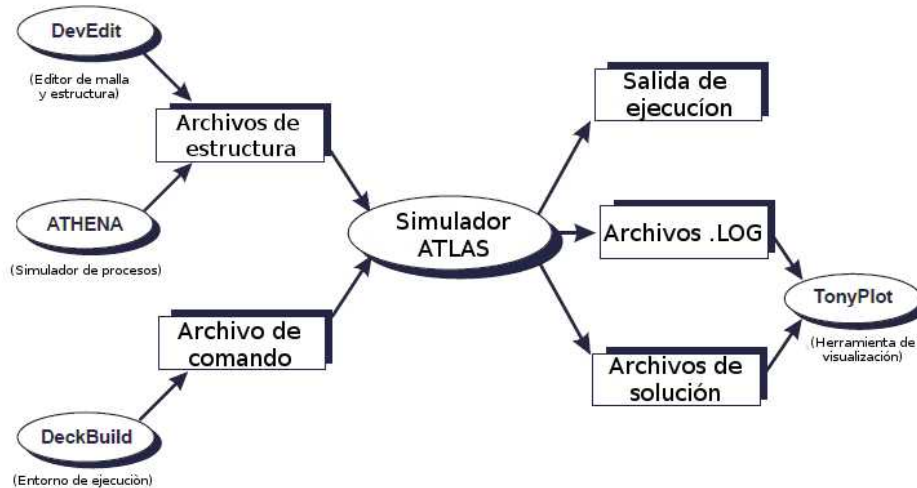 DevEdit
(Editor de malla
y estructura)
Archivos de
estructura
ATHENA
(Simulador de procesos)
Archivo de
comando
DeckBuild
(Entorno de ejecuciòn)
Simulador
ATLAS
Salida de
ejecucíon
Archivos .LOG
Archivos de
solución
TonyPlot
(Herramienta de
visualización)